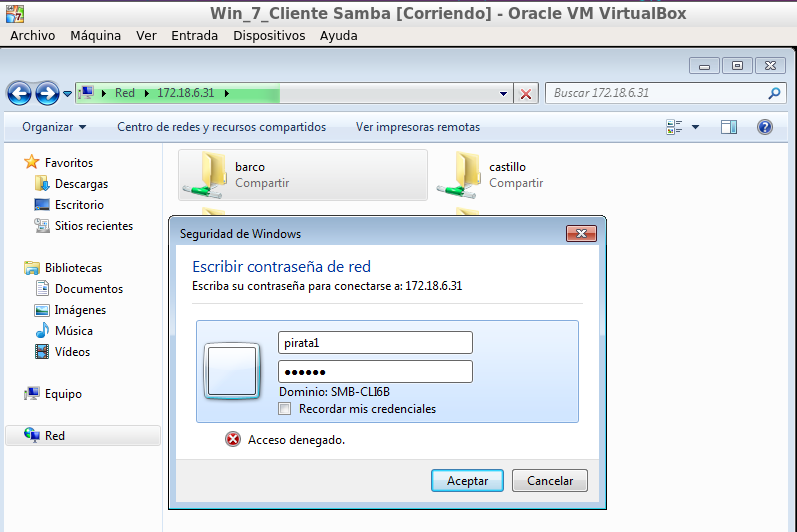 Win_7_Cliente Samba [Corriendo] - Oracle VM VirtualBox
Archivo Máquina Ver Entrada Dispositivos Ayuda
Red 172.18.6.31
Buscar 172.18.6.31
Organizar Centro de redes y recursos compartidos Ver impresoras remotas
Favoritos
Descargas
Escritorio
Sitios recientes
Bibliotecas
Documentos
Imágenes
Música
Vídeos
Equipo
Red
barco
Compartir
castillo
Compartir
Seguridad de Windows
Escribir contraseña de red
Escriba su contraseña para conectarse a: 172.18.6.31
pirata1
••••••
Dominio: SMB-CLI6B
Recordar mis credenciales
Acceso denegado.
Aceptar Cancelar